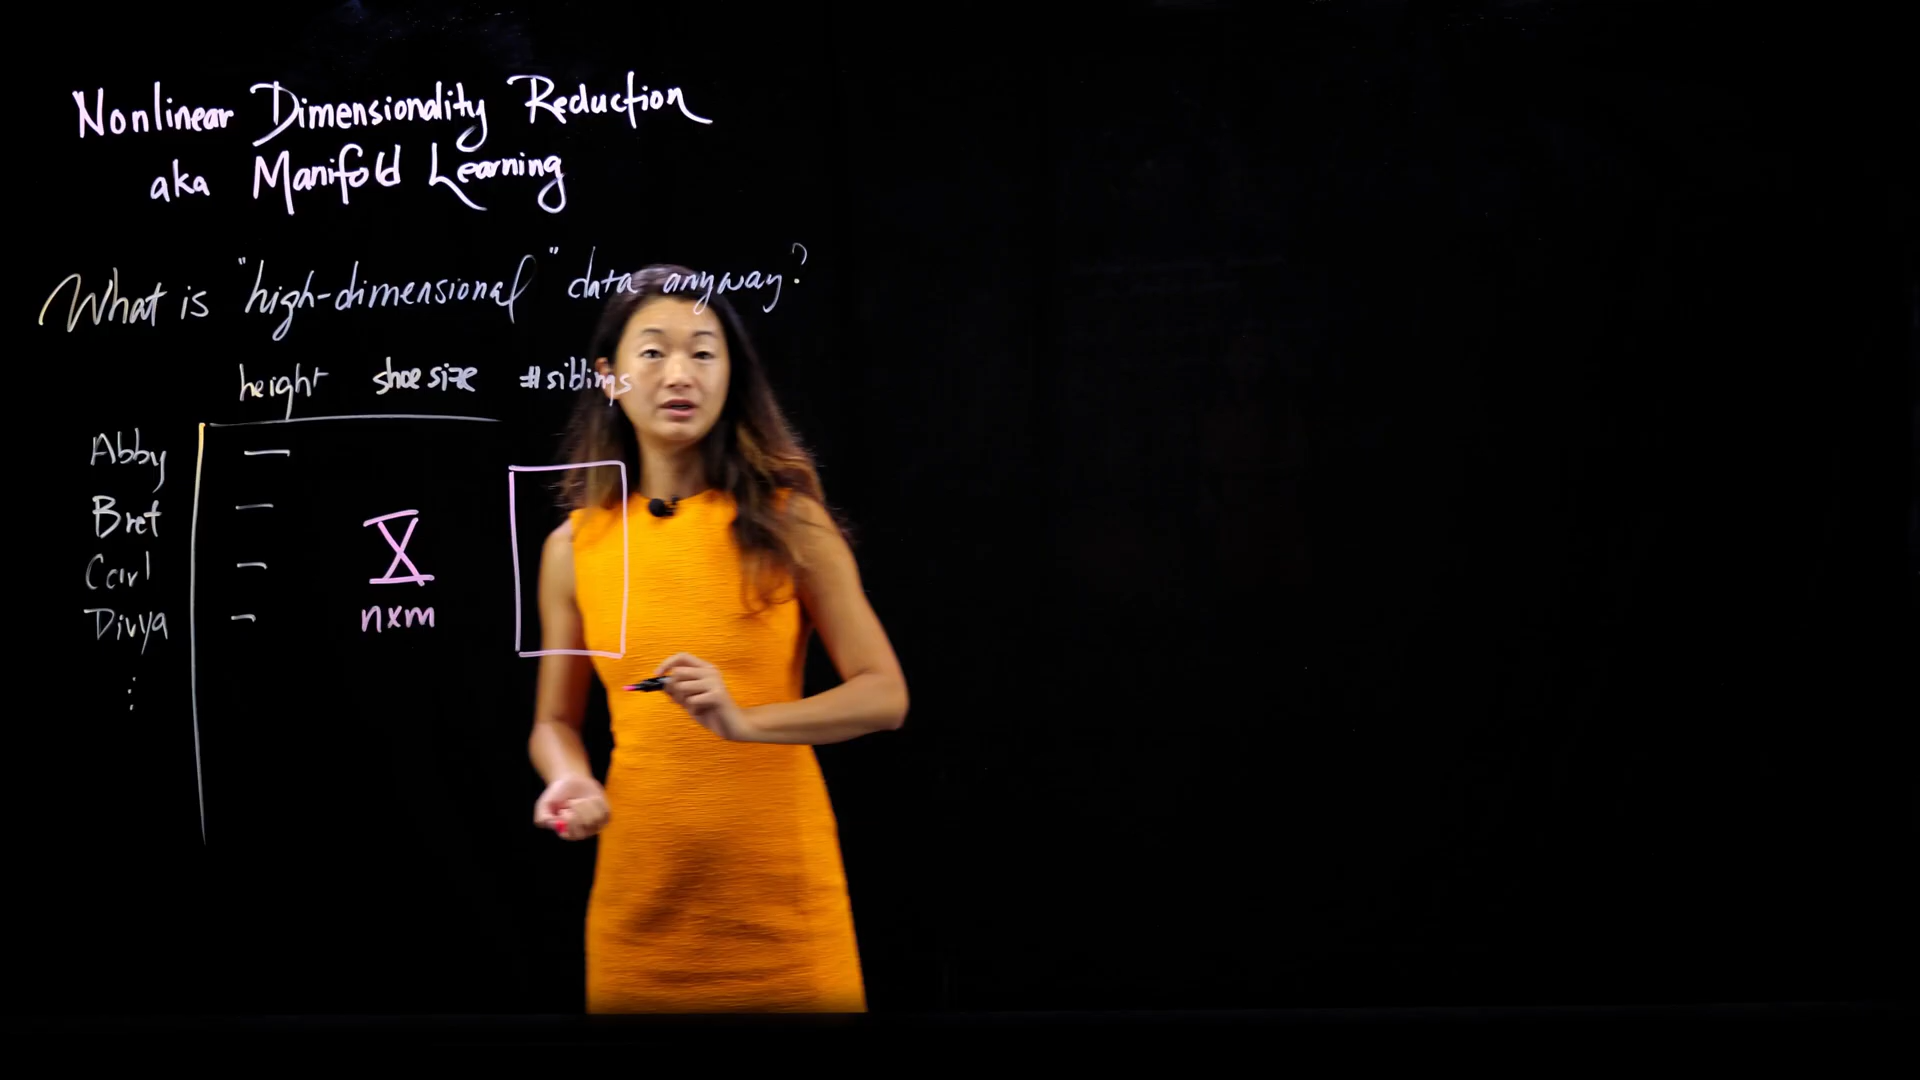 Nonlinear Dimensionality Reduction
aka Manifold Learning
What is "high-dimensional" data anyway?
height shoe size #siblings
Abby —
Bret —
X
Carl —
n×m
Divya —
⋮